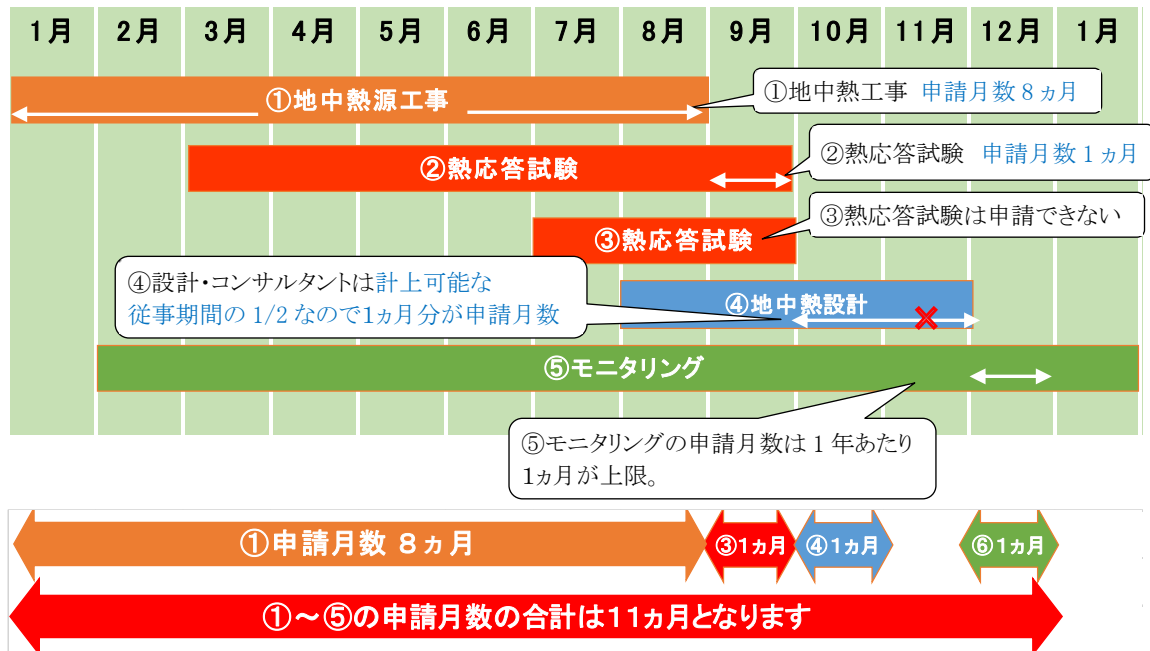 1月 2月 3月 4月 5月 6月 7月 8月 9月 10月 11月 12月 1月
①地中熱源工事
①地中熱工事 申請月数8ヵ月
②熱応答試験
②熱応答試験 申請月数1ヵ月
③熱応答試験
③熱応答試験は申請できない
④設計・コンサルタントは計上可能な
従事期間の1/2なので1ヵ月分が申請月数
④地中熱設計
⑤モニタリング
⑤モニタリングの申請月数は1年あたり
1ヵ月が上限。
①申請月数 8ヵ月
③1ヵ月
④1ヵ月
⑥1ヵ月
①～⑤の申請月数の合計は11ヵ月となります